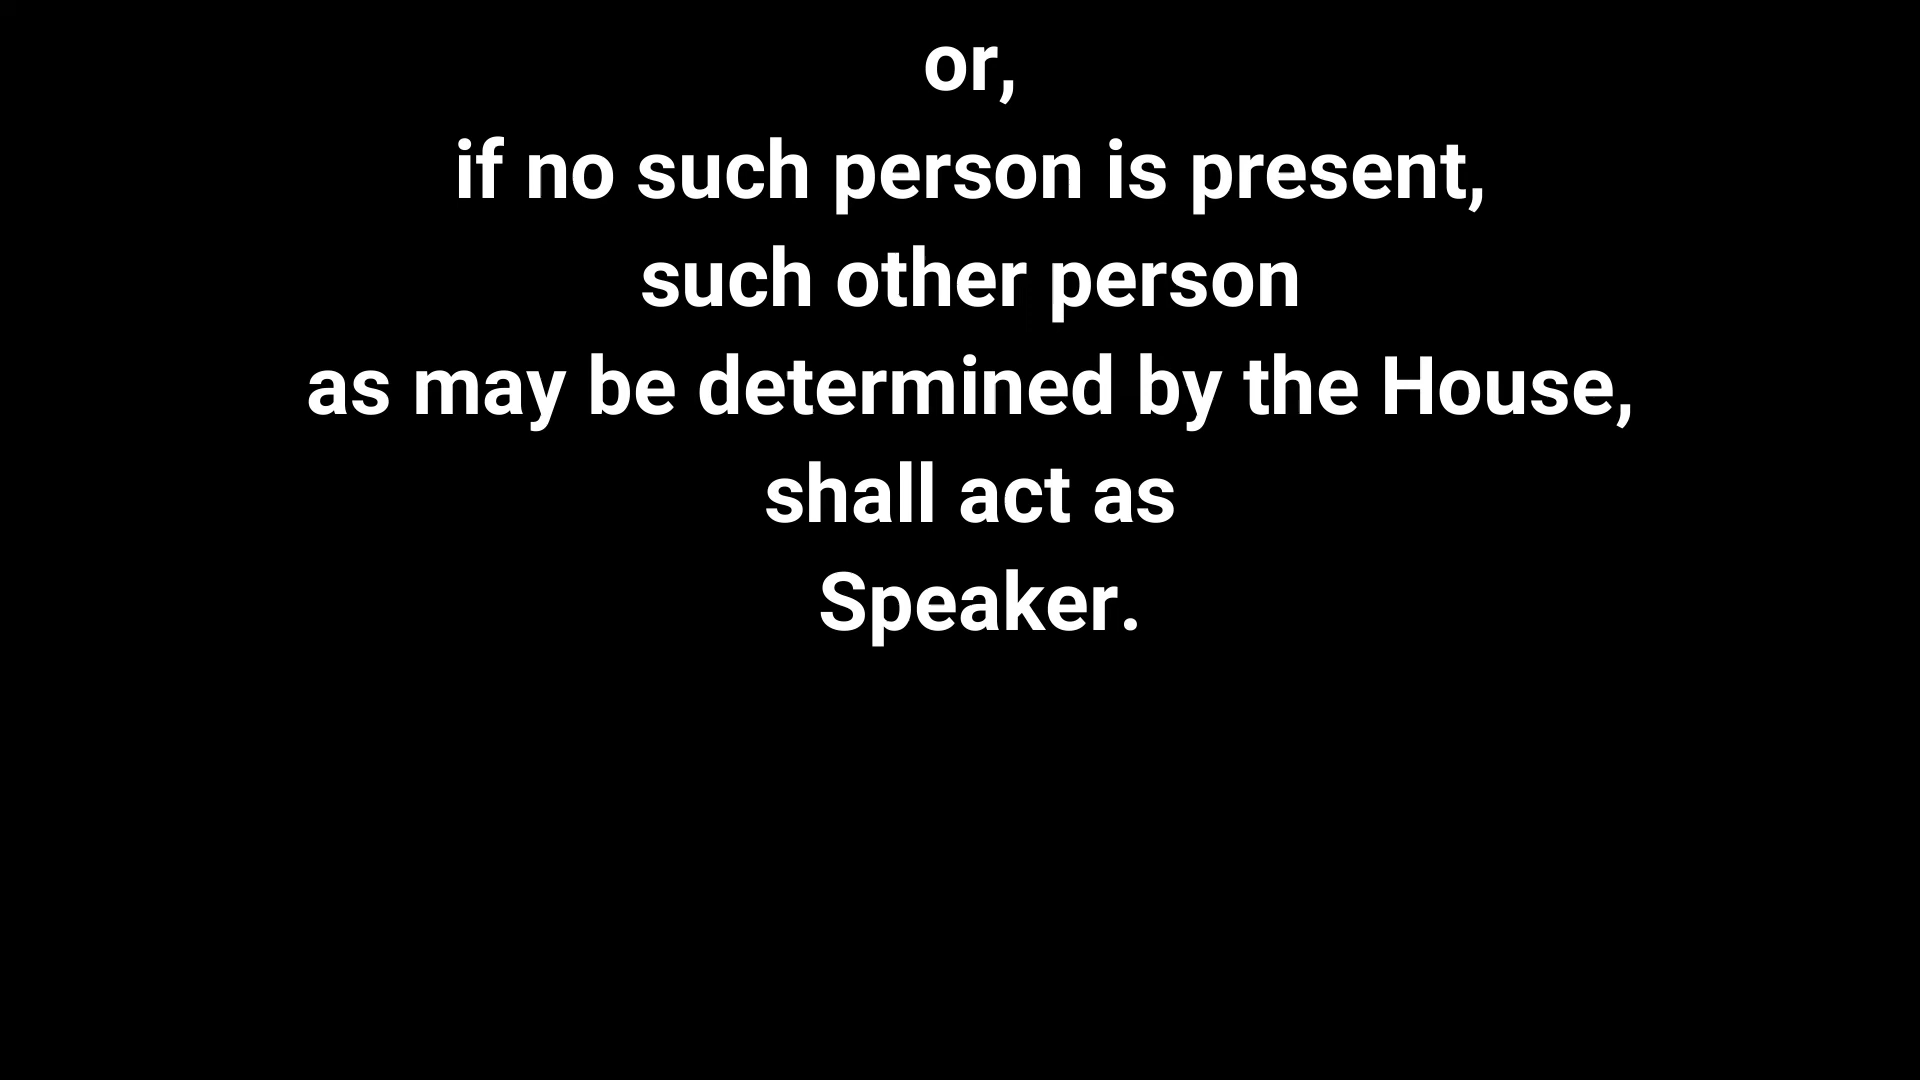 or,
if no such person is present,
such other person
as may be determined by the House,
shall act as
Speaker.